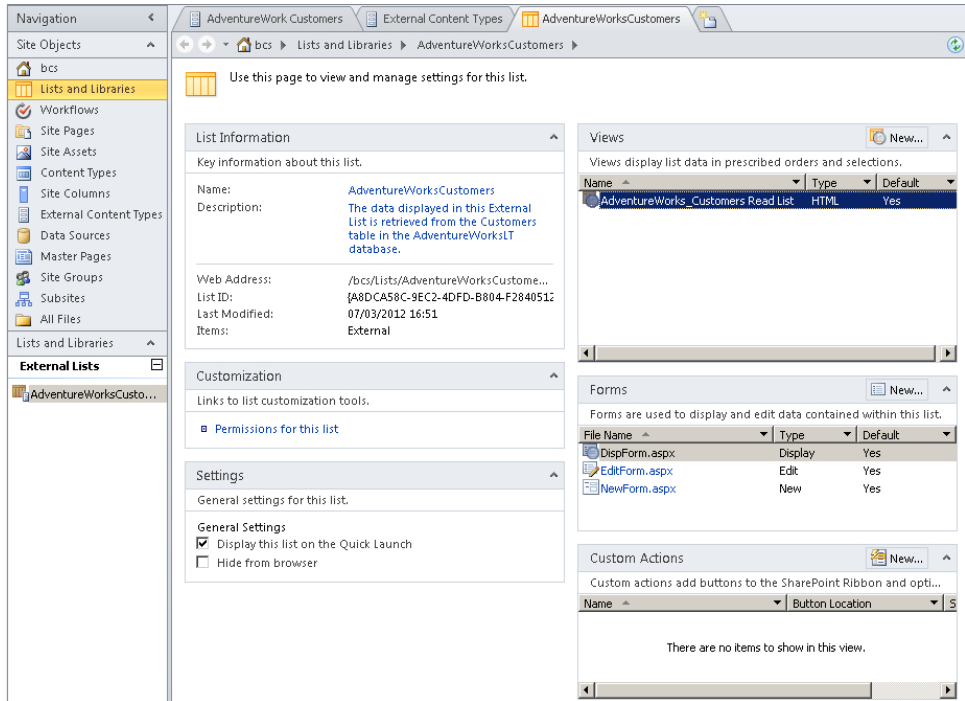 Navigation
AdventureWork Customers
External Content Types
AdventureWorksCustomers
Site Objects
bcs
Lists and Libraries
Workflows
Site Pages
Site Assets
Content Types
Site Columns
External Content Types
Data Sources
Master Pages
Site Groups
Subsites
All Files
Lists and Libraries
External Lists
AdventureWorksCusto...
bcs Lists and Libraries AdventureWorksCustomers
Use this page to view and manage settings for this list.
List Information
Key information about this list.
Name: AdventureWorksCustomers
Description: The data displayed in this External
List is retrieved from the Customers
table in the AdventureWorksLT
database.
Web Address: /bcs/Lists/AdventureWorksCustome...
List ID: {A8DCA58C-9EC2-4DFD-B804-F2840512
Last Modified: 07/03/2012 16:51
Items: External
Customization
Links to list customization tools.
Permissions for this list
Settings
General settings for this list.
General Settings
Display this list on the Quick Launch
Hide from browser
Views New...
Views display list data in prescribed orders and selections.
Name Type Default
AdventureWorks_Customers Read List HTML Yes
Forms New...
Forms are used to display and edit data contained within this list.
File Name Type Default
DispForm.aspx Display Yes
EditForm.aspx Edit Yes
NewForm.aspx New Yes
Custom Actions New...
Custom actions add buttons to the SharePoint Ribbon and opti...
Name Button Location S
There are no items to show in this view.